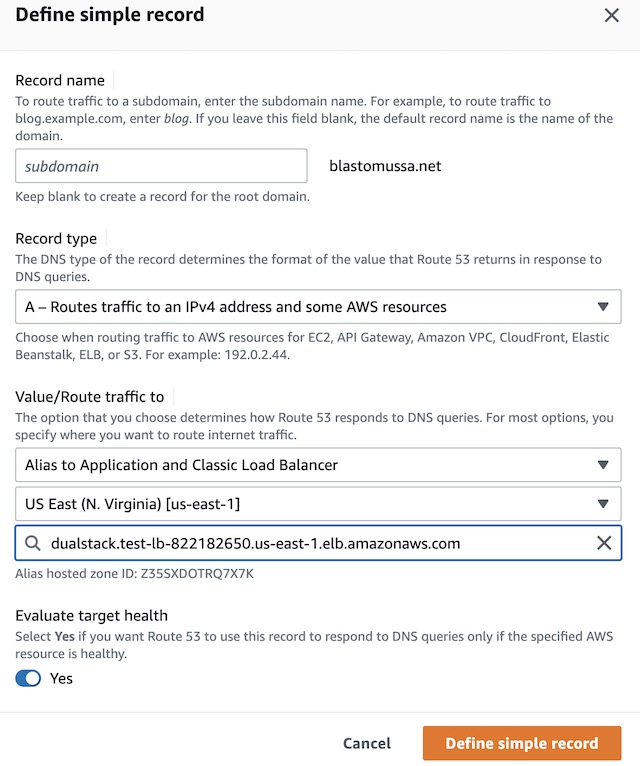 Define simple record
Record name
To route traffic to a subdomain, enter the subdomain name. For example, to route traffic to
blog.example.com, enter blog. If you leave this field blank, the default record name is the name of the
domain.
subdomain
blastomussa.net
Keep blank to create a record for the root domain.
Record type
The DNS type of the record determines the format of the value that Route 53 returns in response to
DNS queries.
A – Routes traffic to an IPv4 address and some AWS resources
Choose when routing traffic to AWS resources for EC2, API Gateway, Amazon VPC, CloudFront, Elastic
Beanstalk, ELB, or S3. For example: 192.0.2.44.
Value/Route traffic to
The option that you choose determines how Route 53 responds to DNS queries. For most options, you
specify where you want to route internet traffic.
Alias to Application and Classic Load Balancer
US East (N. Virginia) [us-east-1]
dualstack.test-lb-822182650.us-east-1.elb.amazonaws.com
Alias hosted zone ID: Z35SXDOTRQ7X7K
Evaluate target health
Select Yes if you want Route 53 to use this record to respond to DNS queries only if the specified AWS
resource is healthy.
Yes
Cancel
Define simple record